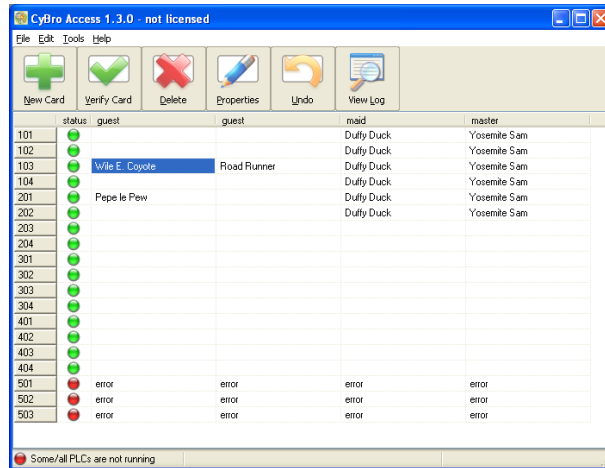 CyBro Access 1.3.0 - not licensed
File Edit Tools Help
New Card Verify Card Delete Properties Undo View Log
status guest guest maid master
101 Duffy Duck Yosemite Sam
102 Duffy Duck Yosemite Sam
103 Wile E. Coyote Road Runner Duffy Duck Yosemite Sam
104 Duffy Duck Yosemite Sam
201 Pepe le Pew Duffy Duck Yosemite Sam
202 Duffy Duck Yosemite Sam
203
204
301
302
303
304
401
402
403
404
501 error error error error
502 error error error error
503 error error error error
Some/all PLCs are not running